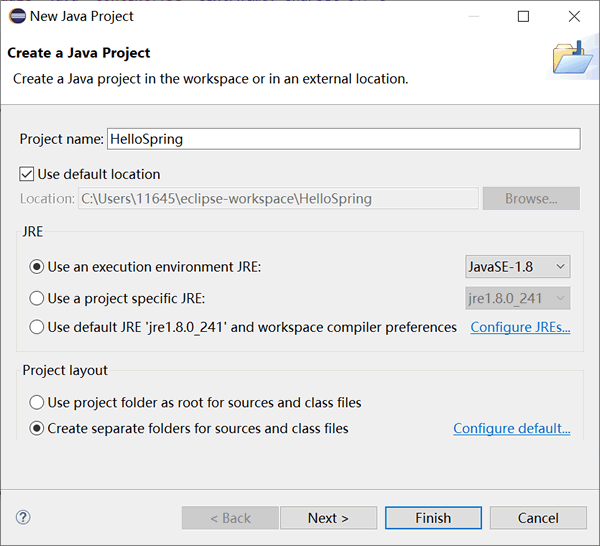 New Java Project
Create a Java Project
Create a Java project in the workspace or in an external location.
Project name: HelloSpring
Use default location
Location: C:\Users\11645\eclipse-workspace\HelloSpring Browse...
JRE
Use an execution environment JRE: JavaSE-1.8
Use a project specific JRE: jre1.8.0_241
Use default JRE 'jre1.8.0_241' and workspace compiler preferences Configure JREs...
Project layout
Use project folder as root for sources and class files
Create separate folders for sources and class files Configure default...
? < Back Next > Finish Cancel